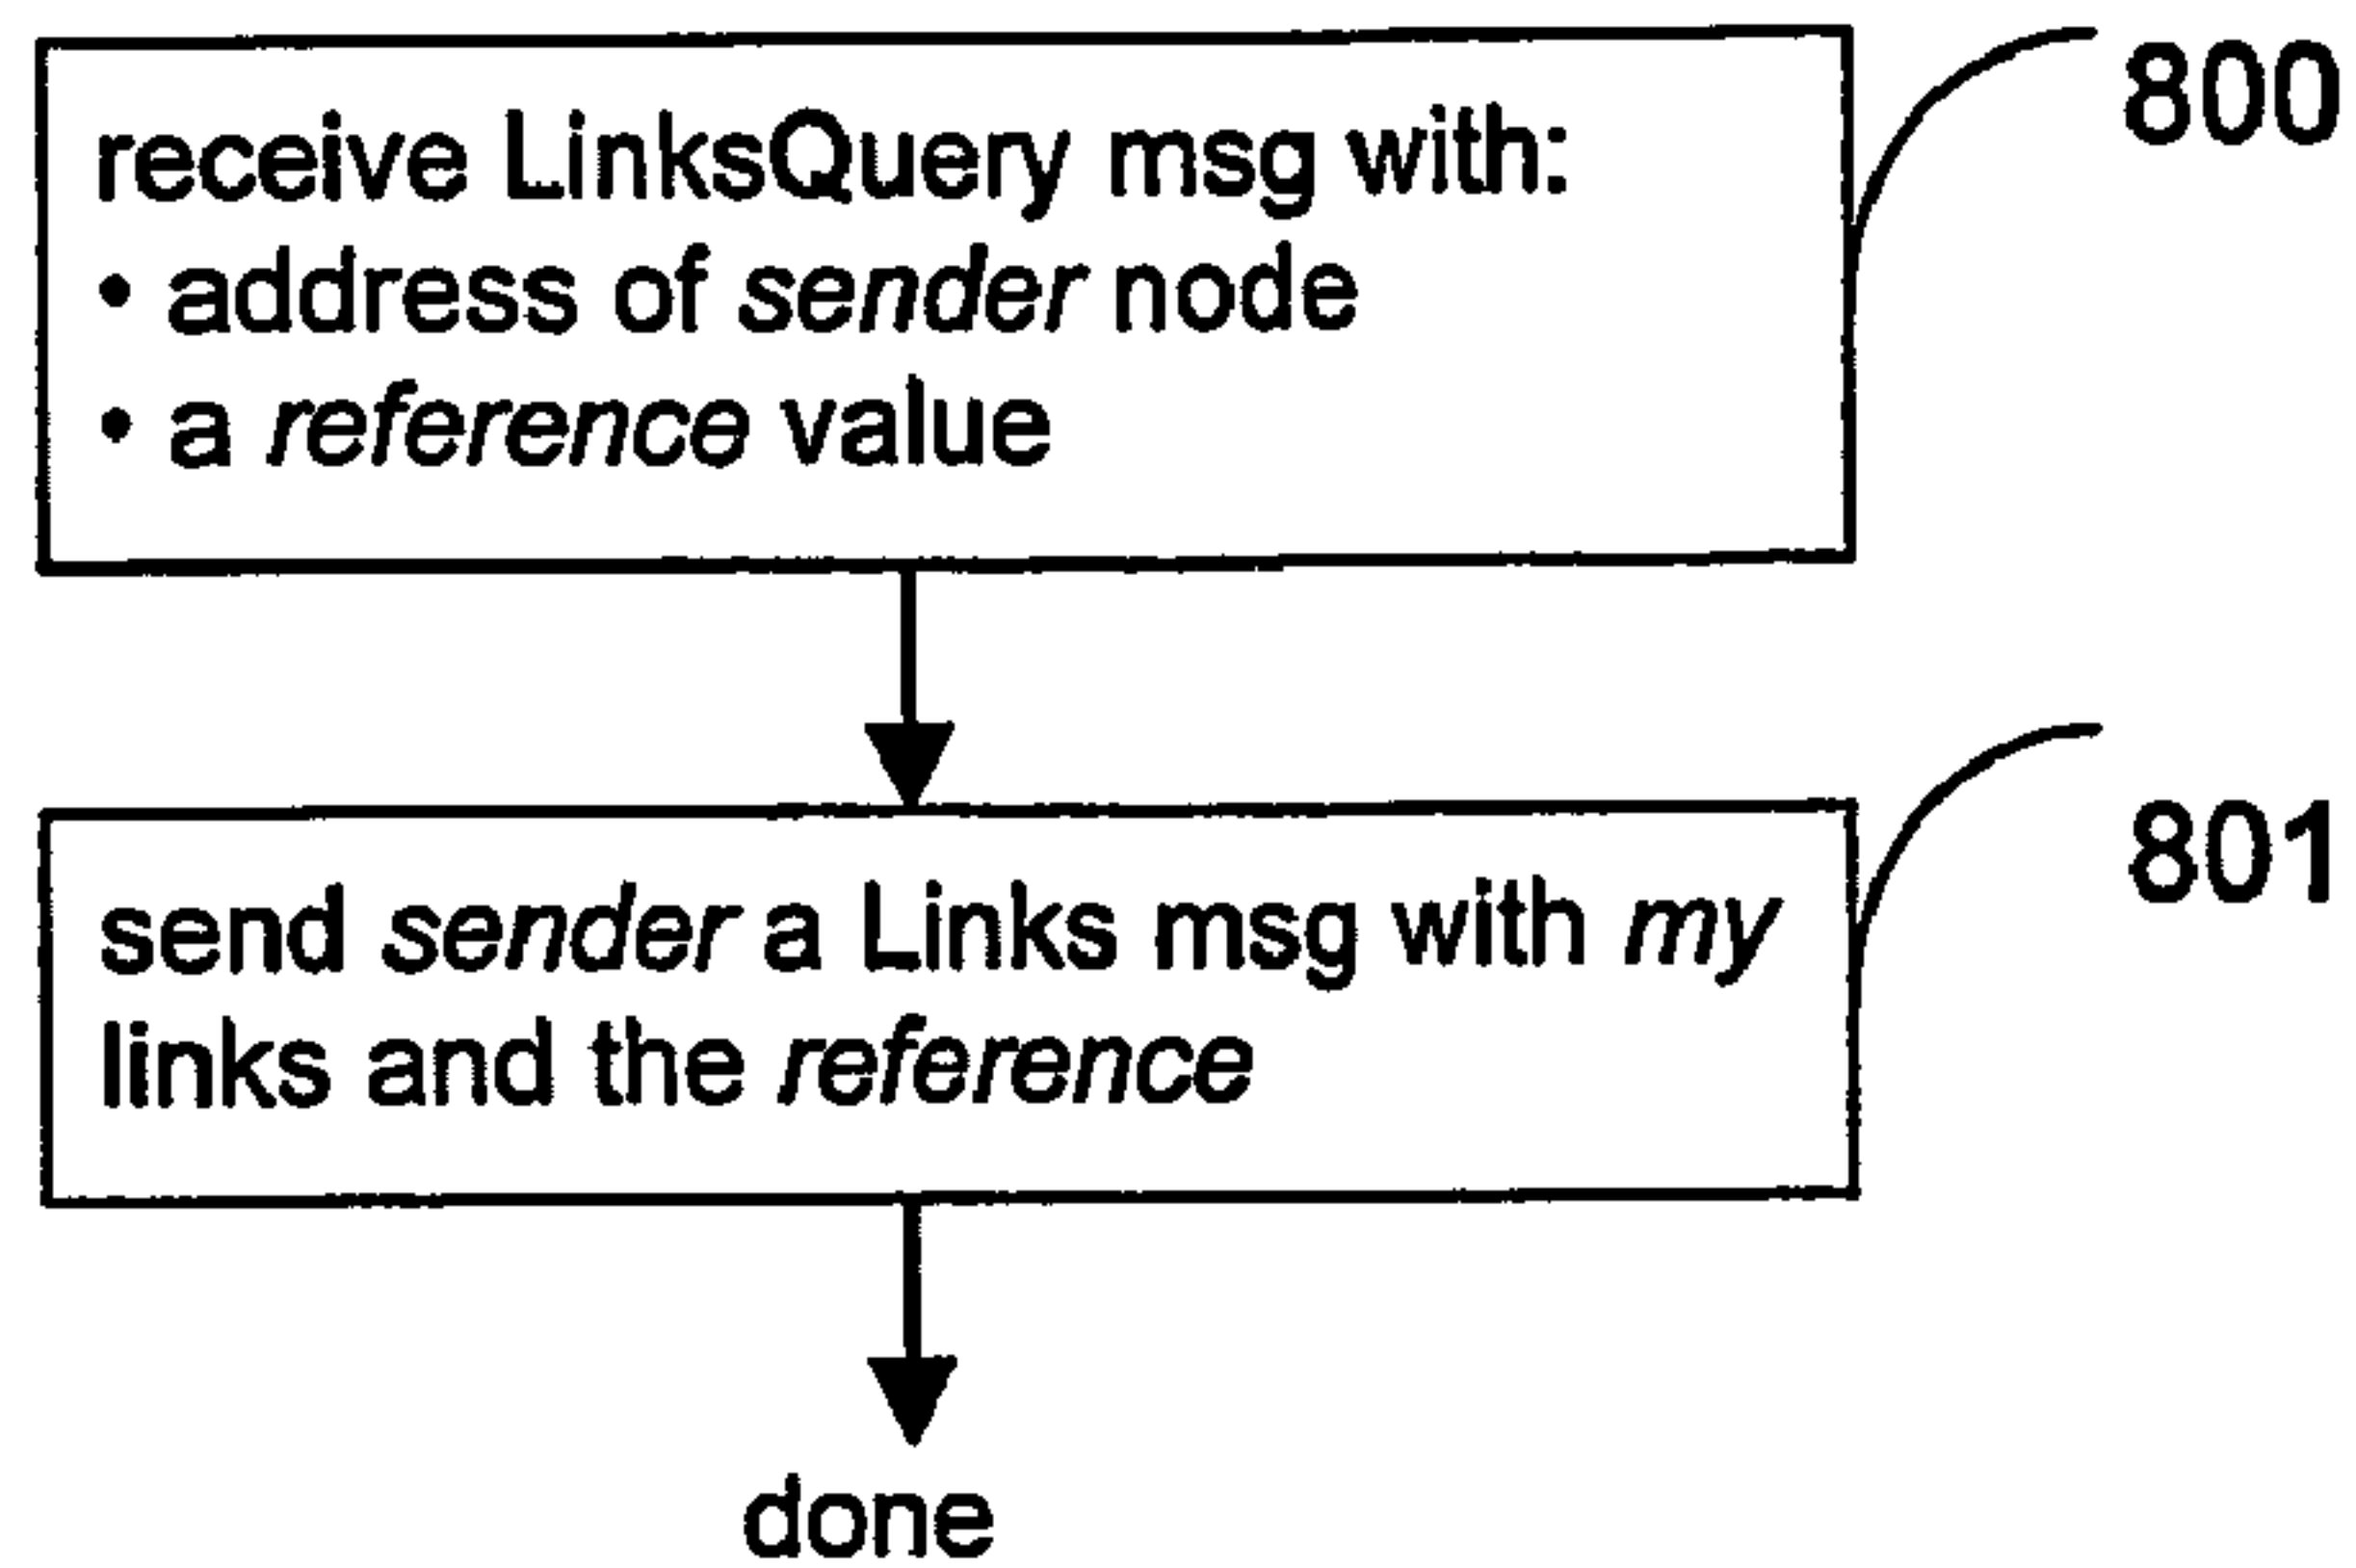 receive LinksQuery msg with:
• address of sender node
• a reference value
800
send sender a Links msg with my
links and the reference
801
done